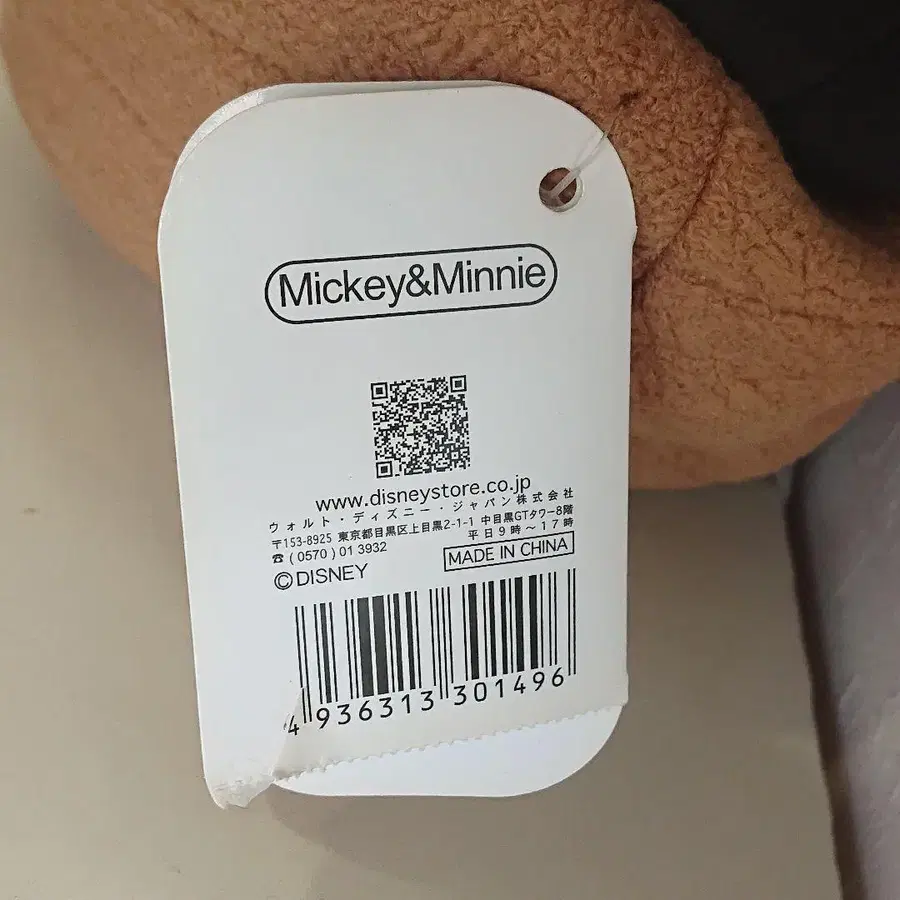 Mickey&Minnie
www.disneystore.co.jp
ウォルト・ディズニー・ジャパン株式会社
〒153-8925 東京都目黒区上目黒2-1-1 中目黒GTタワー8階
☎(0570)013932 平日9時～17時
©DISNEY MADE IN CHINA
4 936313 301496